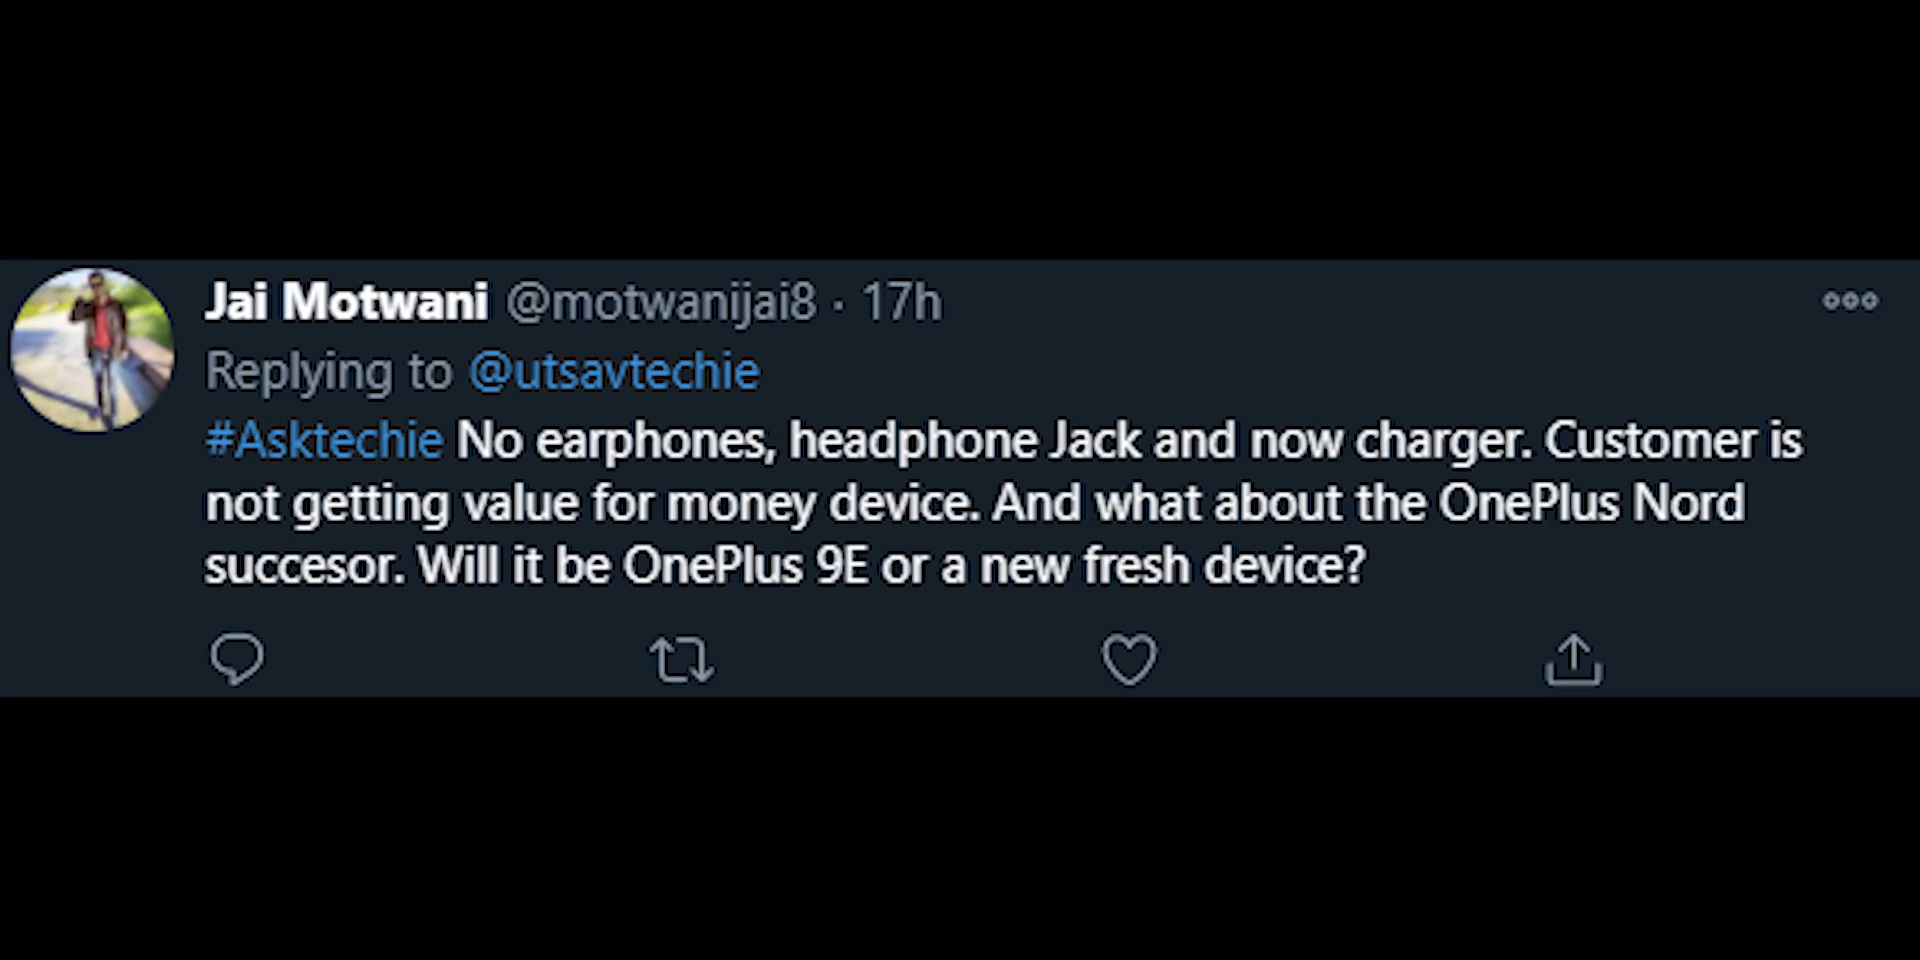 Jai Motwani @motwanijai8 · 17h
Replying to @utsavtechie
#Asktechie No earphones, headphone Jack and now charger. Customer is
not getting value for money device. And what about the OnePlus Nord
succesor. Will it be OnePlus 9E or a new fresh device?